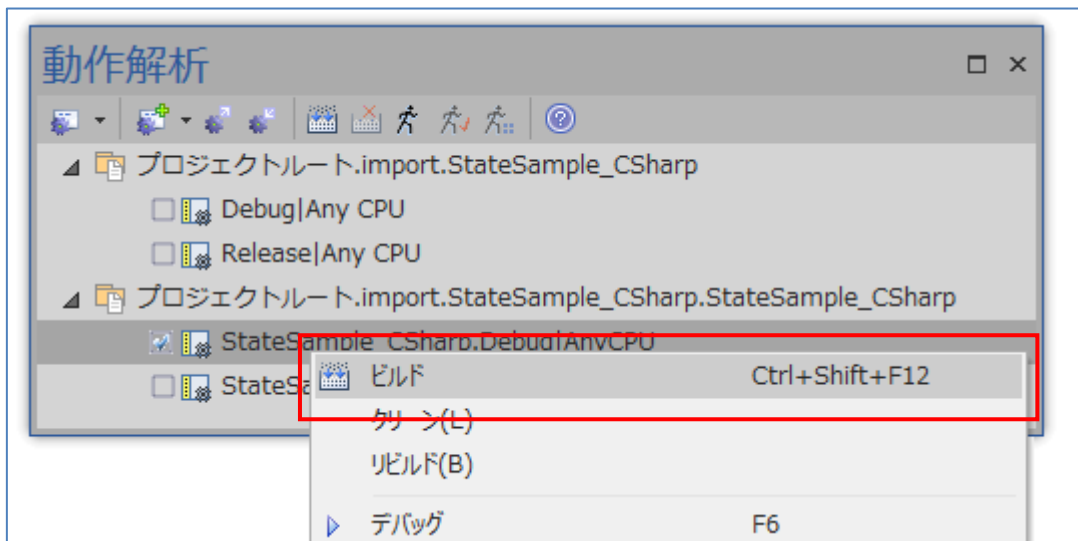 動作解析
プロジェクトルート.import.StateSample_CSharp
Debug|Any CPU
Release|Any CPU
プロジェクトルート.import.StateSample_CSharp.StateSample_CSharp
StateSample_CSharp.Debug|AnyCPU
StateSa
ビルド Ctrl+Shift+F12
クリーン(L)
リビルド(B)
デバッグ F6